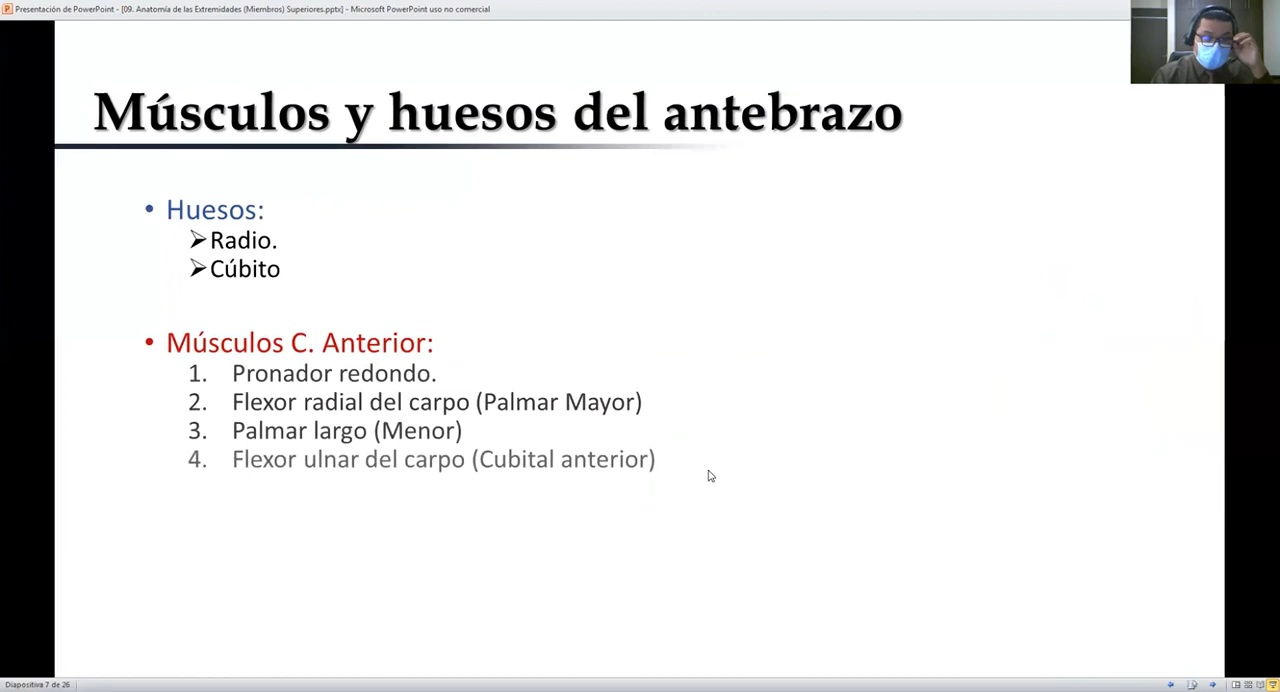 Presentación de PowerPoint - [09. Anatomía de las Extremidades (Miembros) Superiores.pptx] - Microsoft PowerPoint uso no comercial
Músculos y huesos del antebrazo
• Huesos:
➢Radio.
➢Cúbito
• Músculos C. Anterior:
1. Pronador redondo.
2. Flexor radial del carpo (Palmar Mayor)
3. Palmar largo (Menor)
4. Flexor ulnar del carpo (Cubital anterior)
Diapositiva 7 de 26